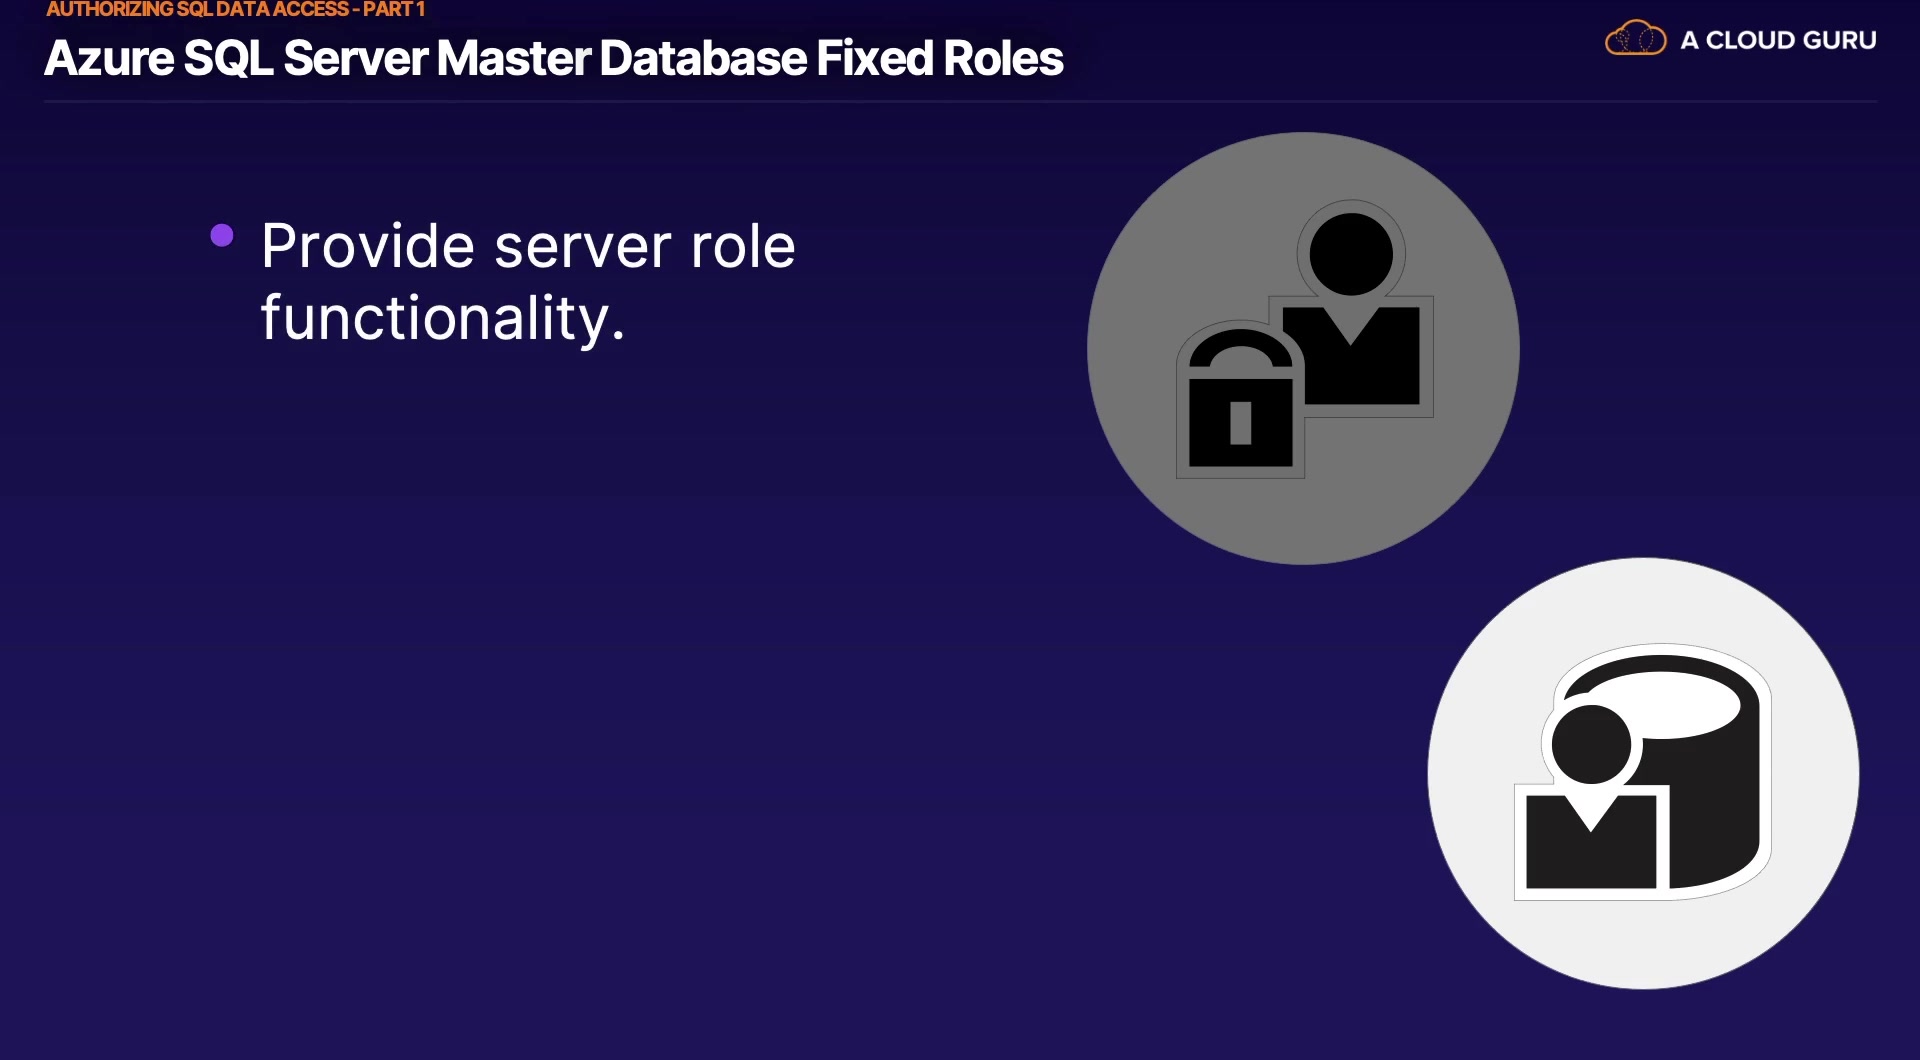 AUTHORIZING SQL DATA ACCESS - PART 1
Azure SQL Server Master Database Fixed Roles
A CLOUD GURU
Provide server role
functionality.